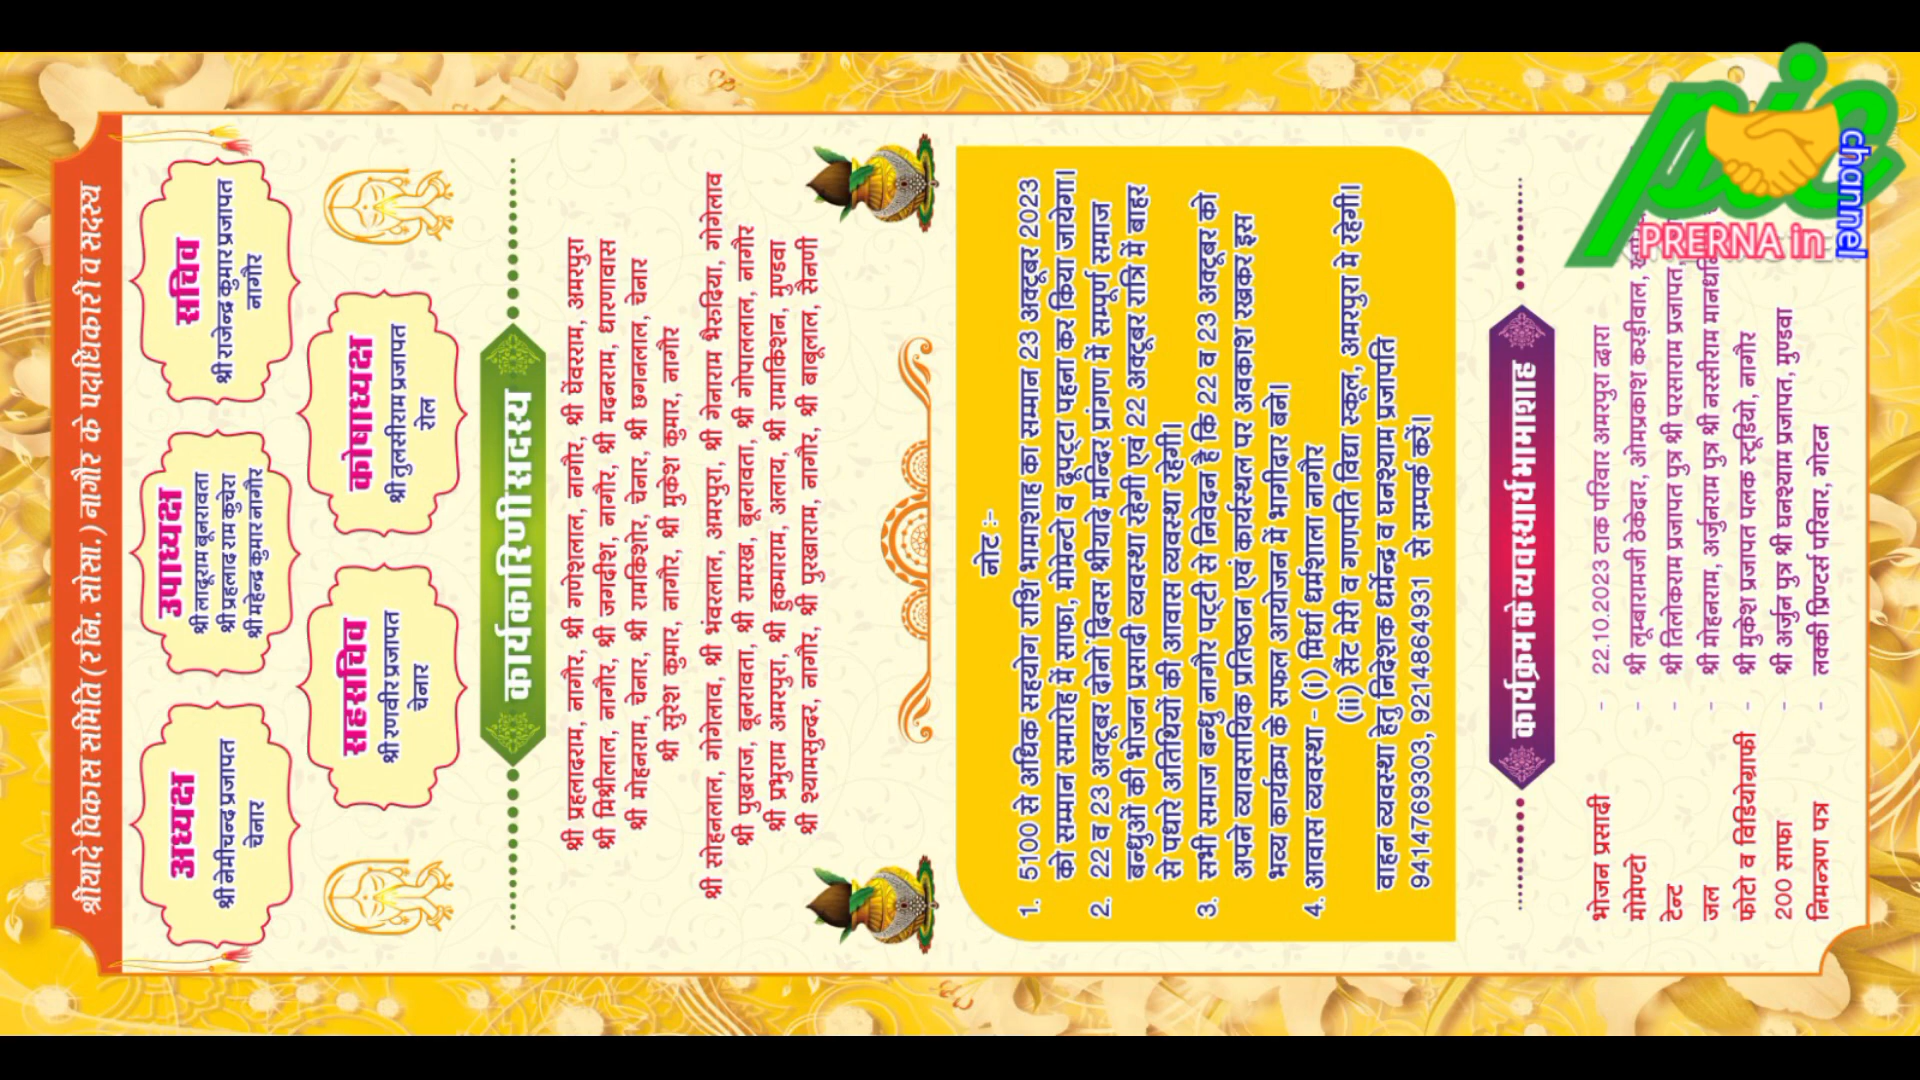 श्रीयादे विकास समिति (रजि. सोसा.) नागौर के पदाधिकारी व सदस्य
अध्यक्ष
श्री नेमीचन्द प्रजापत
चेनार
उपाध्यक्ष
श्री लादूराम बूनरावता
श्री प्रहलाद राम कुचेरा
श्री महेन्द्र कुमार नागौर
सचिव
श्री राजेन्द्र कुमार प्रजापत
नागौर
सहसचिव
श्री रणवीर प्रजापत
चेनार
कोषाध्यक्ष
श्री तुलसीराम प्रजापत
रोल
कार्यकारिणी सदस्य
श्री प्रहलादराम, नागौर, श्री गणेशलाल, नागौर, श्री घेंवरराम, अमरपुरा
श्री मिश्रीलाल, नागौर, श्री जगदीश, नागौर, श्री मदनराम, धारणावास
श्री मोहनराम, चेनार, श्री रामकिशोर, चेनार, श्री छगनलाल, चेनार
श्री सुरेश कुमार, नागौर, श्री मुकेश कुमार, नागौर
श्री सोहनलाल, गोगेलाव, श्री भंवरलाल, अमरपुरा, श्री गेनाराम भैरुदिया, गोगेलाव
श्री पुखराज, बूनरावता, श्री रामरख, बूनरावता, श्री गोपाललाल, नागौर
श्री प्रभुराम अमरपुरा, श्री हुकमाराम, अलाय, श्री रामाकिशन, मुण्डवा
श्री श्यामसुन्दर, नागौर, श्री पुरखाराम, नागौर, श्री बाबूलाल, सेनणी
नोट :-
1. 5100 से अधिक सहयोग राशि भामाशाह का सम्मान 23 अक्टूबर 2023
को सम्मान समारोह में साफा, मोमेन्टो व दूपट्टा पहना कर किया जायेगा।
2. 22 व 23 अक्टूबर दोनों दिवस श्रीयादे मन्दिर प्रांगण में सम्पूर्ण समाज
बन्धुओं की भोजन प्रसादी व्यवस्था रहेगी एवं 22 अक्टूबर रात्रि में बाहर
से पधारे अतिथियों की आवास व्यवस्था रहेगी।
3. सभी समाज बन्धु नागौर पट्टी से निवेदन है कि 22 व 23 अक्टूबर को
अपने व्यावसायिक प्रतिष्ठान एवं कार्यस्थल पर अवकाश रखकर इस
भव्य कार्यक्रम के सफल आयोजन में भागीदार बने।
4. आवास व्यवस्था - (i) मिर्धा धर्मशाला नागौर
(ii) सैंट मेरी व गणपति विद्या स्कूल, अमरपुरा मे रहेगी।
वाहन व्यवस्था हेतु निदेशक धर्मेन्द्र व घनश्याम प्रजापति
9414769303, 9214864931 से सम्पर्क करें।
कार्यक्रम के व्यवस्थार्थ भामाशाह
भोजन प्रसादी - 22.10.2023 टाक परिवार अमरपुरा द्वारा
मोमेण्टो - श्री लूम्बारामजी ठेकेदार, ओमप्रकाश करड़ीवाल,
टेन्ट - श्री तिलोकराम प्रजापत पुत्र श्री परसाराम प्रजापत,
जल - श्री मोहनराम, अर्जुनराम पुत्र श्री नरसीराम
फोटो व विडियोग्राफी - श्री मुकेश प्रजापत पलक स्टूडियो, नागौर
200 साफा - श्री अर्जुन पुत्र श्री घनश्याम प्रजापत, मुण्डवा
निमन्त्रण पत्र - लक्की प्रिण्टर्स परिवार, गोटन
pic
PRERNA in
channel